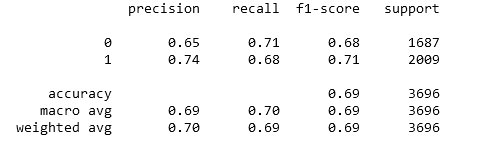 precision recall f1-score support
0 0.65 0.71 0.68 1687
1 0.74 0.68 0.71 2009
accuracy 0.69 3696
macro avg 0.69 0.70 0.69 3696
weighted avg 0.70 0.69 0.69 3696